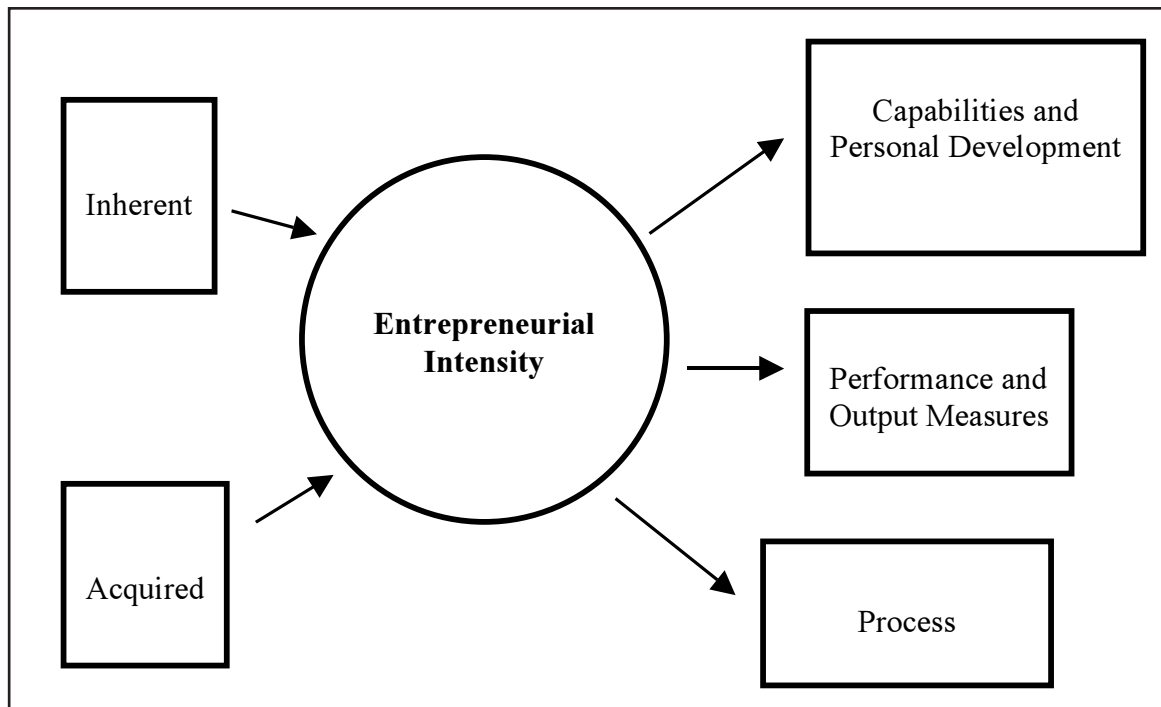 Inherent
Acquired
Entrepreneurial
Intensity
Capabilities and
Personal Development
Performance and
Output Measures
Process